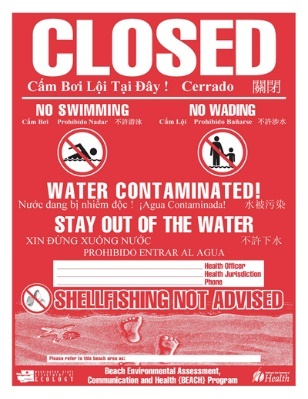 CLOSED
Cấm Bơi Lội Tại Đây ! Cerrado 關閉
NO SWIMMING
Cấm Bơi Prohibido Nadar 不許游泳
NO WADING
Cấm Lội Prohibido Bañarse 不許涉水
WATER CONTAMINATED!
Nước đang bị nhiễm độc ! ¡Agua Contaminada! 水被污染
STAY OUT OF THE WATER
XIN ĐỪNG XUỐNG NƯỚC 不許下水
PROHIBIDO ENTRAR AL AGUA
Health Officer
Health Jurisdiction
Phone
SHELLFISHING NOT ADVISED
Please refer to this beach area as:
ECOLOGY
Beach Environmental Assessment,
Communication and Health (BEACH) Program
Health